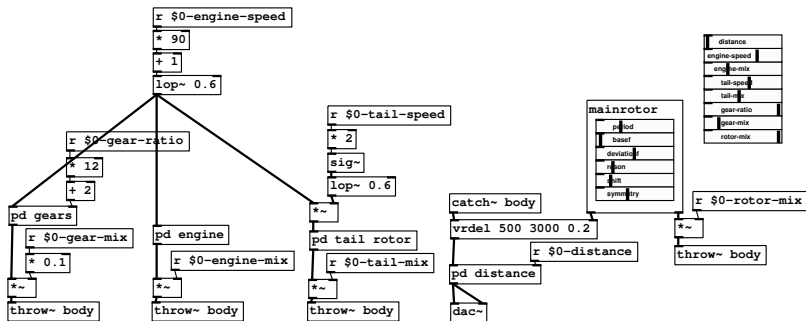 r $0-engine-speed
* 90
+ 1
lop~ 0.6
r $0-gear-ratio
* 12
+ 2
pd gears
r $0-gear-mix
* 0.1
*~
throw~ body
pd engine
r $0-engine-mix
*~
throw~ body
r $0-tail-speed
* 2
sig~
lop~ 0.6
*~
pd tail rotor
r $0-tail-mix
*~
throw~ body
catch~ body
vrdel 500 3000 0.2
r $0-distance
pd distance
dac~
mainrotor
period
basef
deviationf
reson
shift
symmetry
r $0-rotor-mix
*~
throw~ body
distance
engine-speed
engine-mix
tail-speed
tail-mix
gear-ratio
gear-mix
rotor-mix